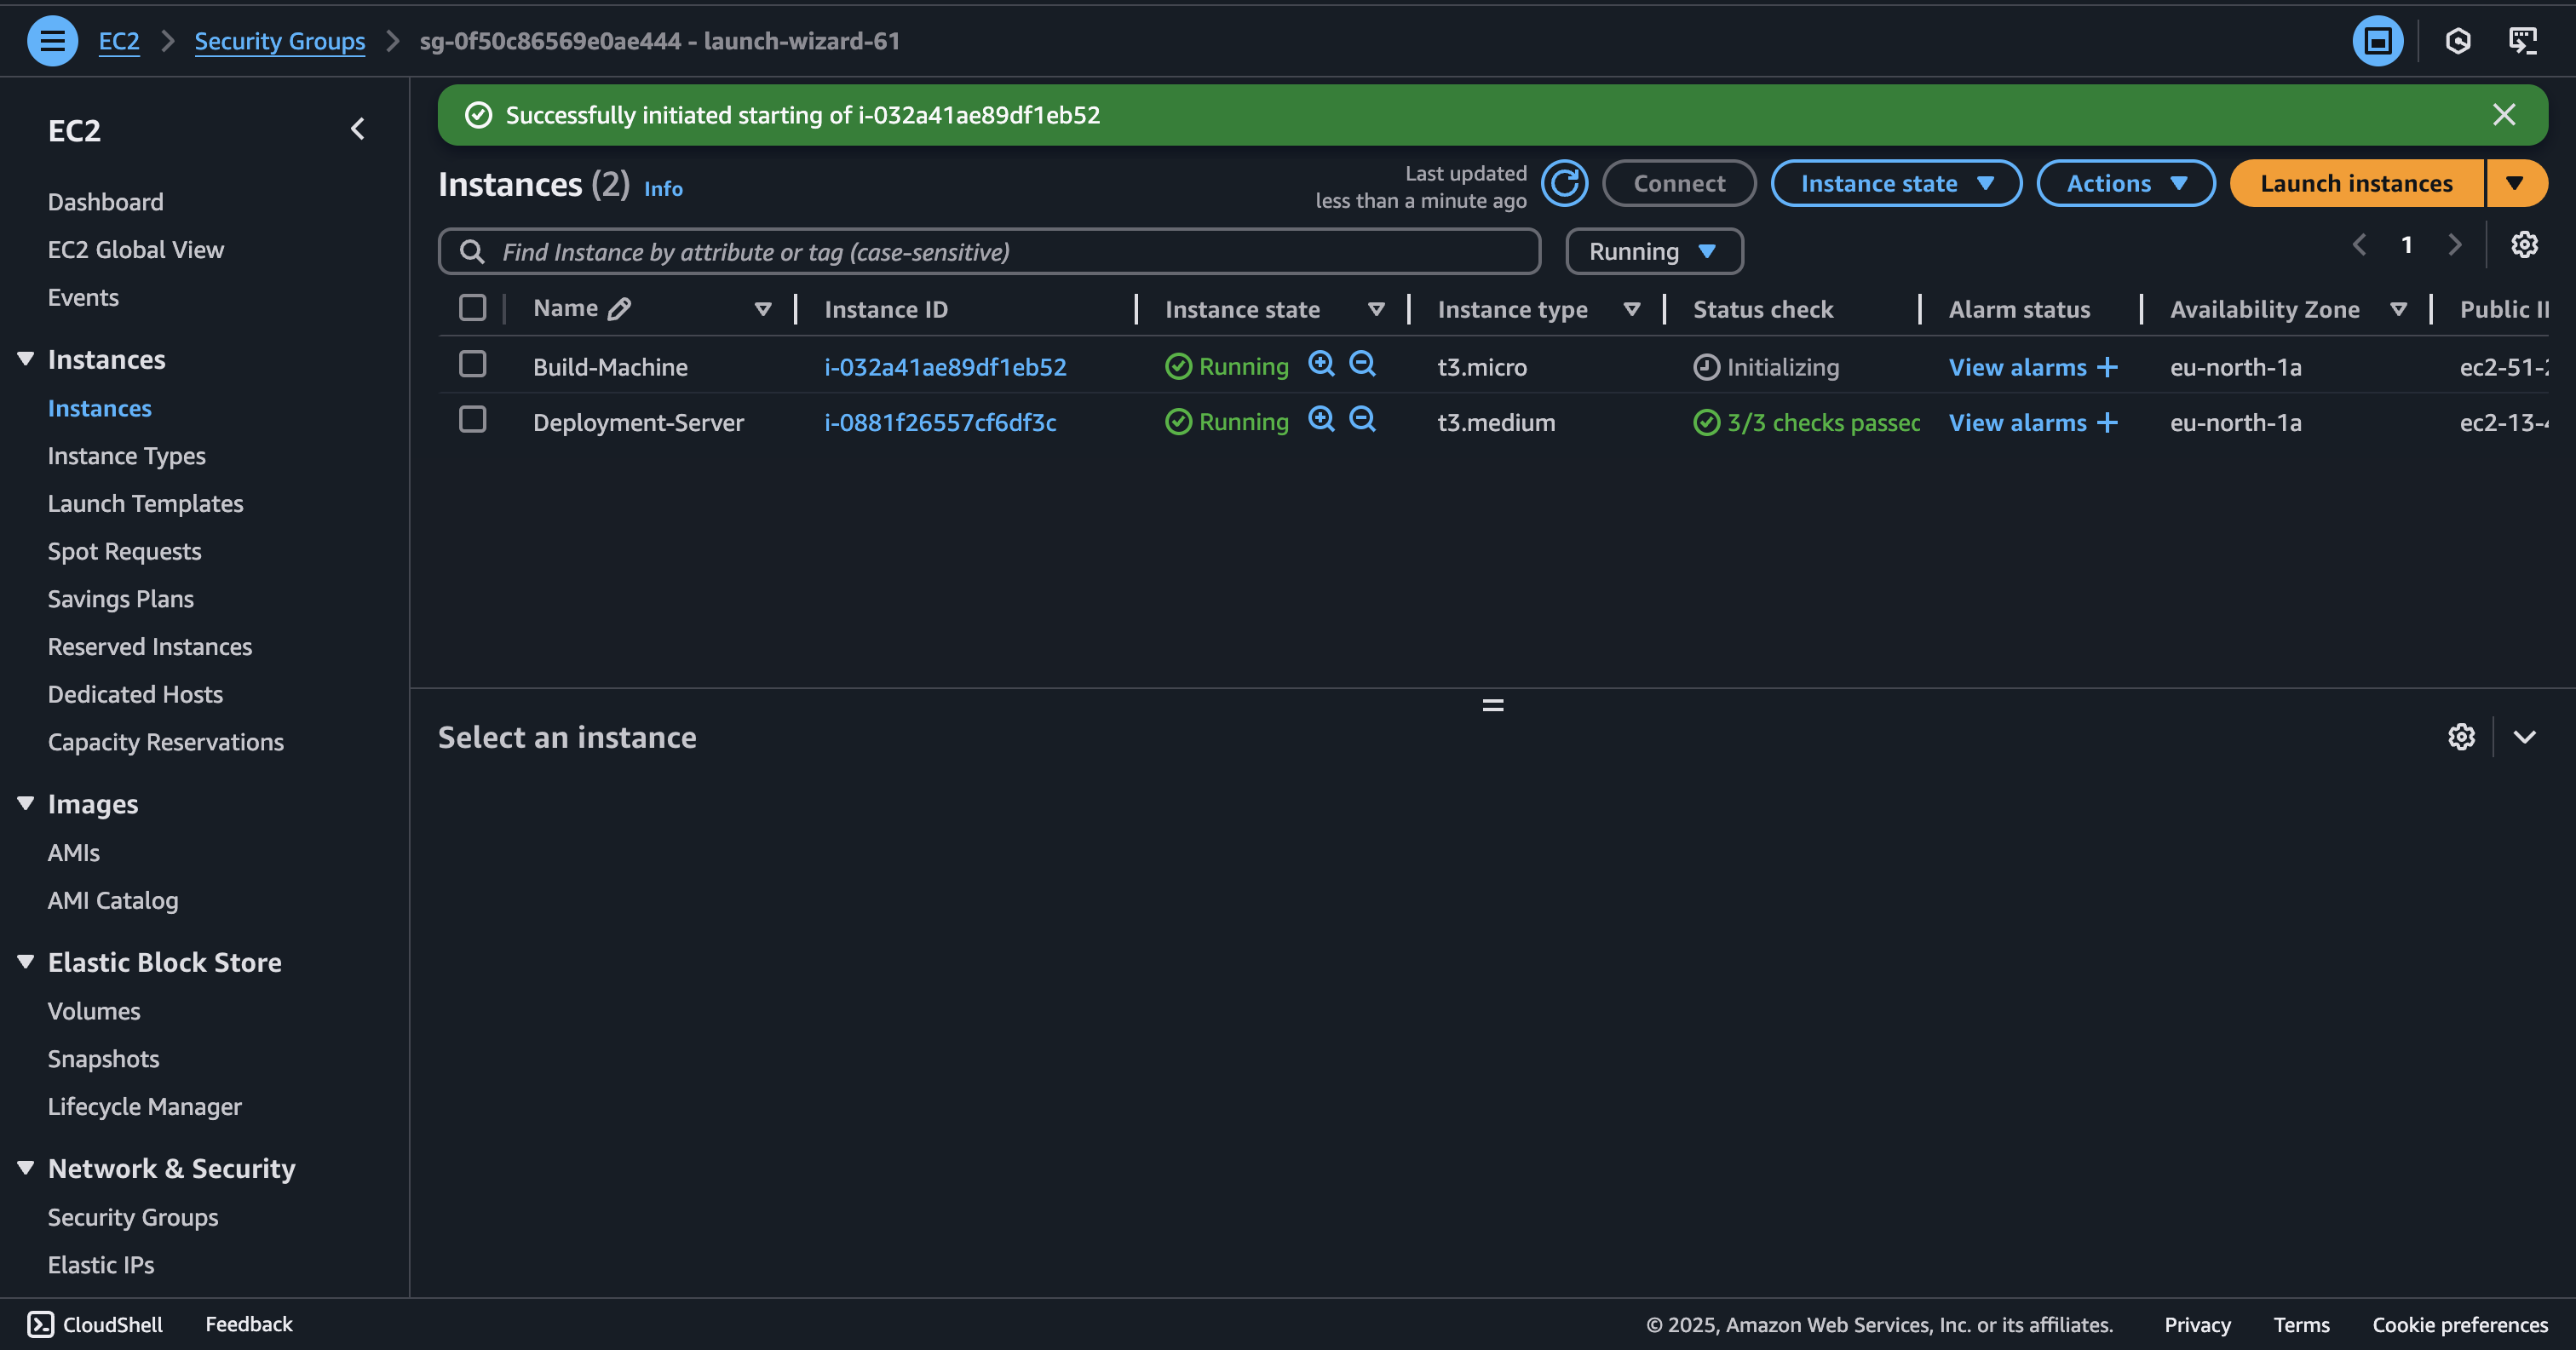 EC2 > Security Groups > sg-0f50c86569e0ae444 - launch-wizard-61
EC2
Dashboard
EC2 Global View
Events
Instances
Instances
Instance Types
Launch Templates
Spot Requests
Savings Plans
Reserved Instances
Dedicated Hosts
Capacity Reservations
Images
AMIs
AMI Catalog
Elastic Block Store
Volumes
Snapshots
Lifecycle Manager
Network & Security
Security Groups
Elastic IPs
Successfully initiated starting of i-032a41ae89df1eb52
Instances (2) Info
Last updated
less than a minute ago
Connect Instance state Actions Launch instances
Find Instance by attribute or tag (case-sensitive) Running 1
Name Instance ID Instance state Instance type Status check Alarm status Availability Zone Public
Build-Machine i-032a41ae89df1eb52 Running t3.micro Initializing View alarms + eu-north-1a ec2-51-
Deployment-Server i-0881f26557cf6df3c Running t3.medium 3/3 checks passec View alarms + eu-north-1a ec2-13-
Select an instance
CloudShell Feedback © 2025, Amazon Web Services, Inc. or its affiliates. Privacy Terms Cookie preferences